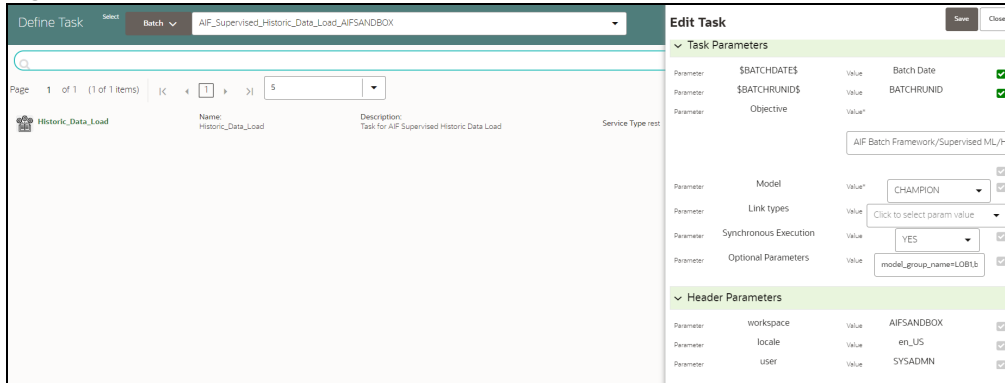 Define Task Select Batch AIF_Supervised_Historic_Data_Load_AIFSANDBOX
Page 1 of 1 (1 of 1 items) 1 5
Historic_Data_Load
Name:
Historic_Data_Load
Description:
Task for AIF Supervised Historic Data Load
Service Type rest
Edit Task Save Close
Task Parameters
Parameter $BATCHDATE$ Value Batch Date
Parameter $BATCHRUNID$ Value BATCHRUNID
Parameter Objective Value*
AIF Batch Framework/Supervised ML/H
Parameter Model Value* CHAMPION
Parameter Link types Value Click to select param value
Parameter Synchronous Execution Value YES
Parameter Optional Parameters Value model_group_name=LOB1,b
Header Parameters
Parameter workspace Value AIFSANDBOX
Parameter locale Value en_US
Parameter user Value SYSADMN